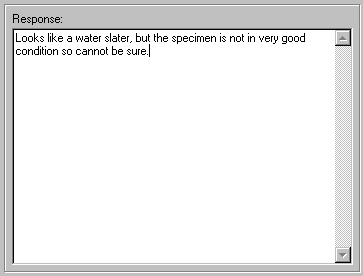 Response:
Looks like a water slater, but the specimen is not in very good
condition so cannot be sure.